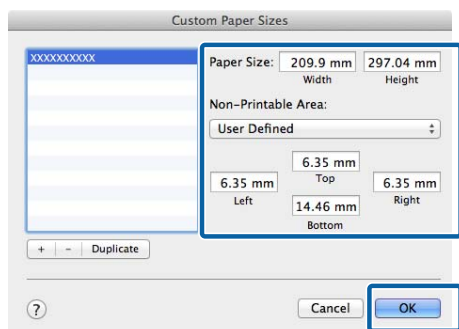 Custom Paper Sizes
XXXXXXXXXX
Paper Size: 209.9 mm 297.04 mm
Width Height
Non-Printable Area:
User Defined
6.35 mm
Top
6.35 mm 6.35 mm
Left Right
14.46 mm
Bottom
+ - Duplicate
? Cancel OK